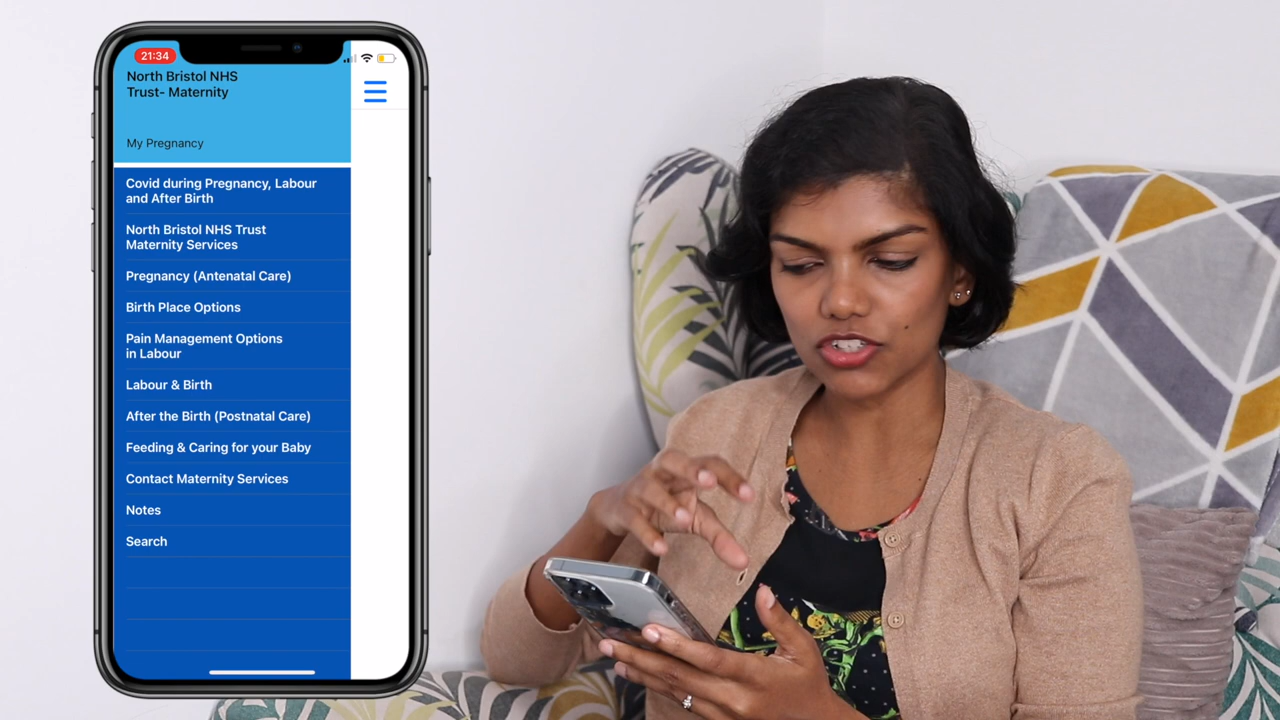 21:34
North Bristol NHS
Trust- Maternity
My Pregnancy
Covid during Pregnancy, Labour
and After Birth
North Bristol NHS Trust
Maternity Services
Pregnancy (Antenatal Care)
Birth Place Options
Pain Management Options
in Labour
Labour & Birth
After the Birth (Postnatal Care)
Feeding & Caring for your Baby
Contact Maternity Services
Notes
Search